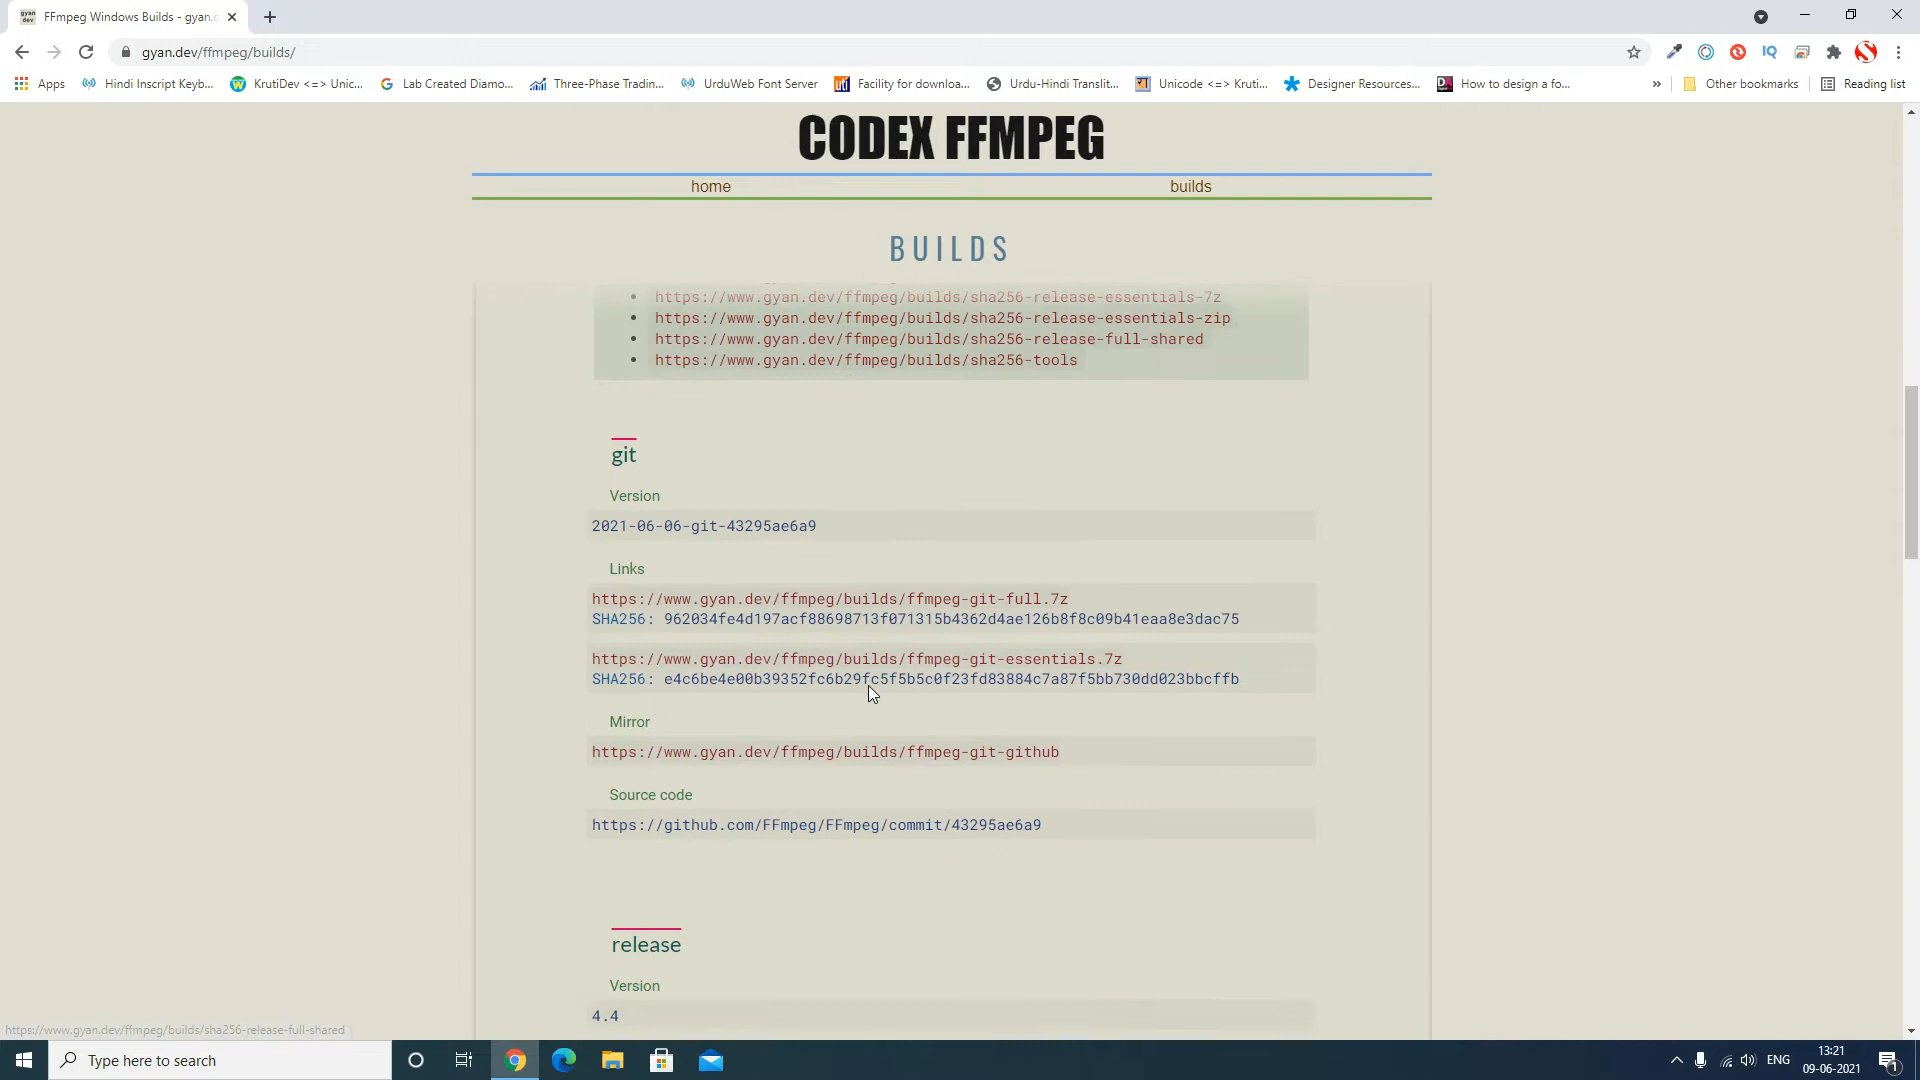 FFmpeg Windows Builds - gyan.d
gyan.dev/ffmpeg/builds/
Apps
Hindi Inscript Keyb...
KrutiDev <=> Unic...
Lab Created Diamo...
Three-Phase Tradin...
UrduWeb Font Server
Facility for downloa...
Urdu-Hindi Translit...
Unicode <=> Kruti...
Designer Resources...
How to design a fo...
»
Other bookmarks
Reading list
CODEX FFMPEG
home
builds
BUILDS
https://www.gyan.dev/ffmpeg/builds/sha256-release-essentials-7z
https://www.gyan.dev/ffmpeg/builds/sha256-release-essentials-zip
https://www.gyan.dev/ffmpeg/builds/sha256-release-full-shared
https://www.gyan.dev/ffmpeg/builds/sha256-tools
git
Version
2021-06-06-git-43295ae6a9
Links
https://www.gyan.dev/ffmpeg/builds/ffmpeg-git-full.7z
SHA256: 962034fe4d197acf88698713f071315b4362d4ae126b8f8c09b41eaa8e3dac75
https://www.gyan.dev/ffmpeg/builds/ffmpeg-git-essentials.7z
SHA256: e4c6be4e00b39352fc6b29fc5f5b5c0f23fd83884c7a87f5bb730dd023bbcffb
Mirror
https://www.gyan.dev/ffmpeg/builds/ffmpeg-git-github
Source code
https://github.com/FFmpeg/FFmpeg/commit/43295ae6a9
release
Version
4.4
https://www.gyan.dev/ffmpeg/builds/sha256-release-full-shared
Type here to search
ENG
13:21
09-06-2021